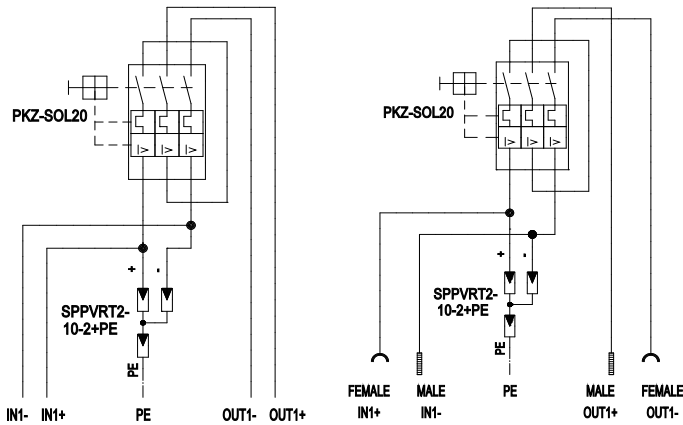 PKZ-SOL20
I>
I>
I>
+
-
SPPVRT2-
10-2+PE
PE
IN1-
IN1+
PE
OUT1-
OUT1+
PKZ-SOL20
I>
I>
I>
+
-
SPPVRT2-
10-2+PE
PE
FEMALE
IN1+
MALE
IN1-
PE
MALE
OUT1+
FEMALE
OUT1-